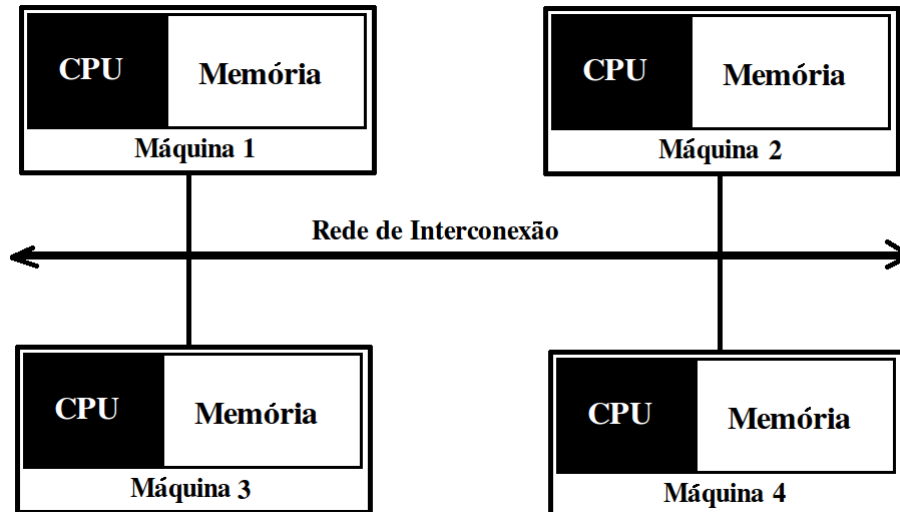 CPU Memória
Máquina 1
CPU Memória
Máquina 2
Rede de Interconexão
CPU Memória
Máquina 3
CPU Memória
Máquina 4